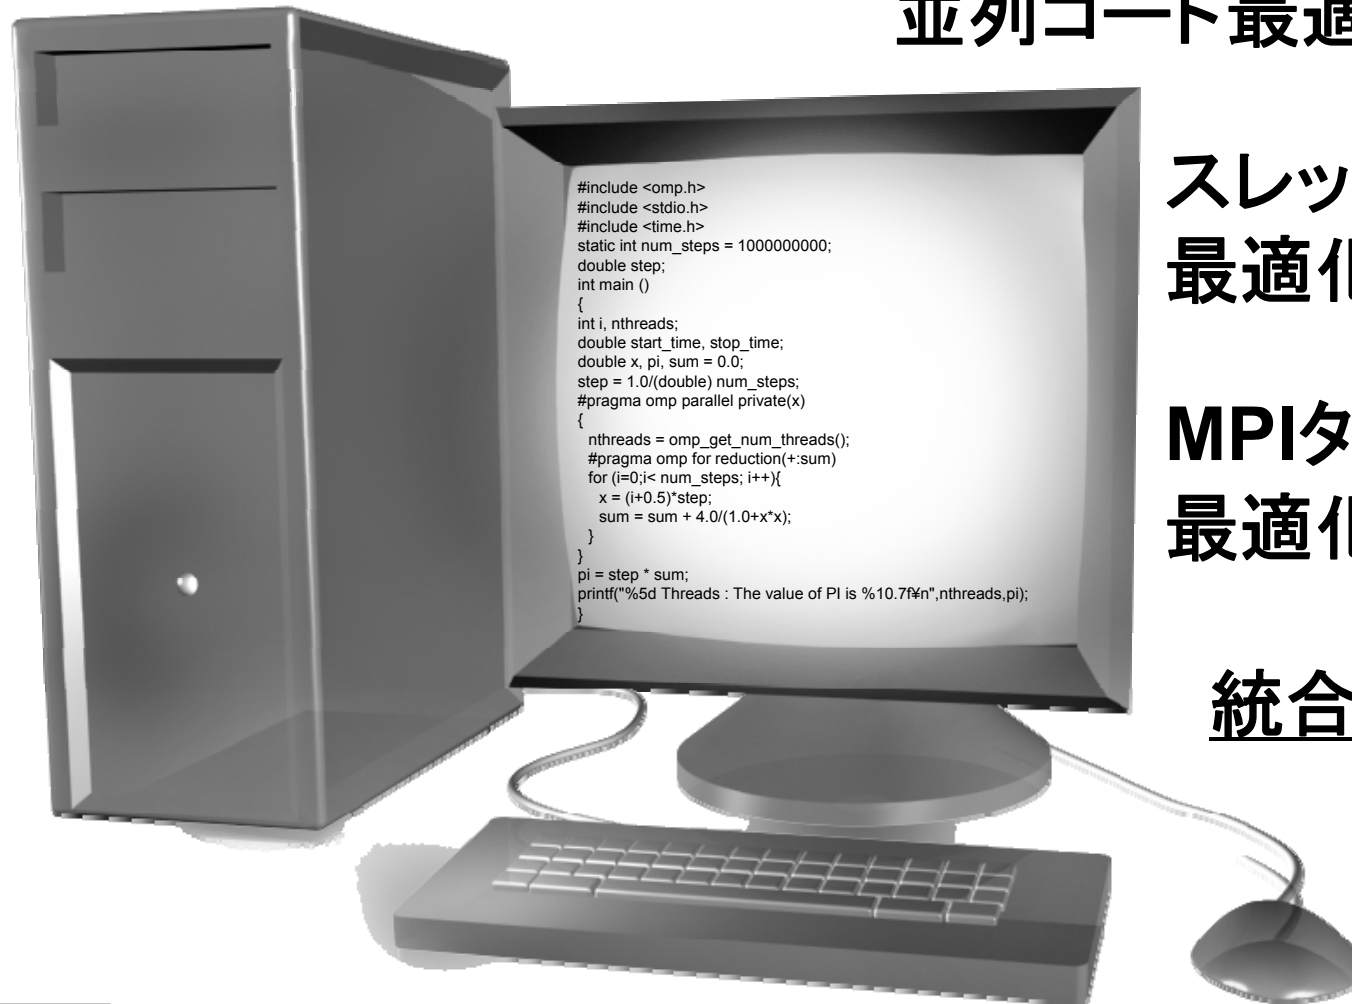 並列コード最適
スレッ
最適化
MPIタ
最適化
統合
#include <omp.h>
#include <stdio.h>
#include <time.h>
static int num_steps = 1000000000;
double step;
int main ()
{
int i, nthreads;
double start_time, stop_time;
double x, pi, sum = 0.0;
step = 1.0/(double) num_steps;
#pragma omp parallel private(x)
{
nthreads = omp_get_num_threads();
#pragma omp for reduction(+:sum)
for (i=0;i< num_steps; i++){
x = (i+0.5)*step;
sum = sum + 4.0/(1.0+x*x);
}
}
pi = step * sum;
printf("%5d Threads : The value of PI is %10.7f¥n",nthreads,pi);
}